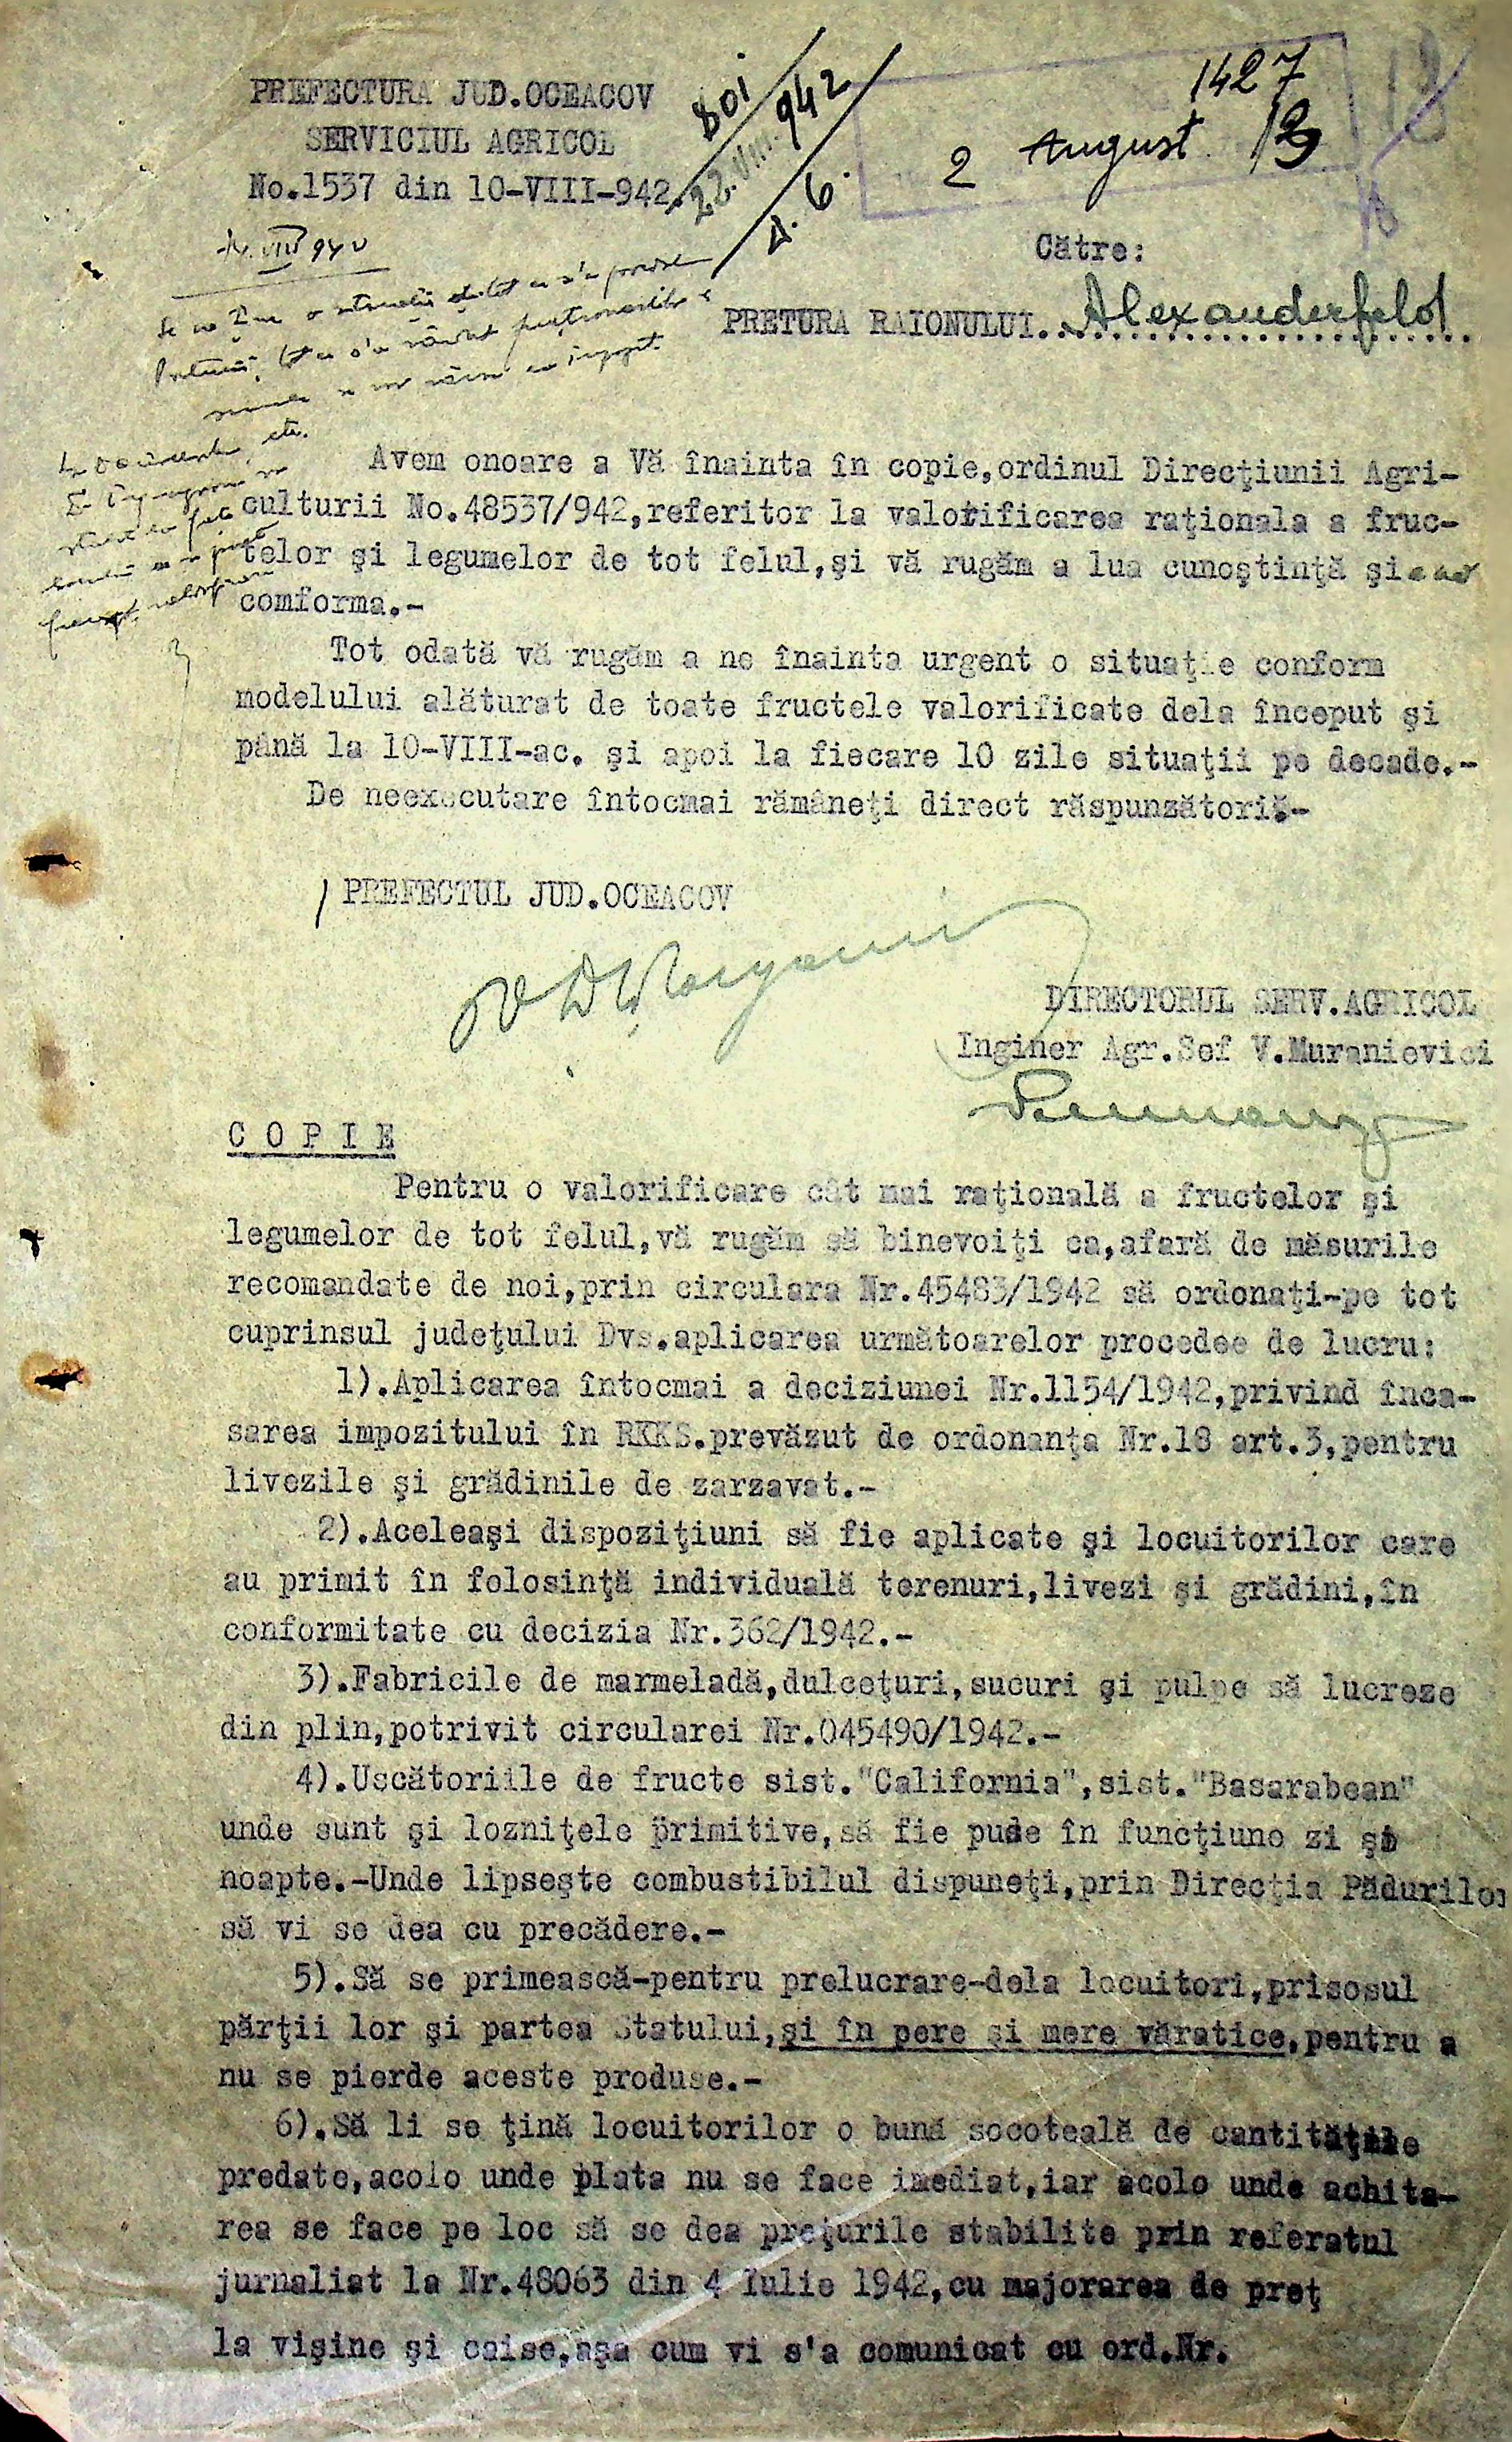 PREFECTURA JUD.OCEACOV
SERVICIUL AGRICOL
No.1537 din 10-VIII-942.
801
22.VIII.942
1427
2 August
Către:
PRETURA RAIONULUI..Alexanderfeld
Avem onoare a Vă înainta în copie,ordinul Direcţiunii Agri-
culturii No.48537/942,referitor la valorificarea raţionala a fruc-
telor şi legumelor de tot felul,şi vă rugăm a lua cunoştinţă şi
comforma.-
Tot odată vă rugăm a ne înainta urgent o situaţie conform
modelului alăturat de toate fructele valorificate dela început şi
până la 10-VIII-ac. şi apoi la fiecare 10 zile situaţii pe decade.-
De neexecutare întocmai rămâneţi direct răspunzători.-
PREFECTUL JUD.OCEACOV
DIRECTORUL SERV.AGRICOL
Inginer Agr.Sef V.Muranievici
C O P I E
Pentru o valorificare cât mai raţională a fructelor şi
legumelor de tot felul,vă rugăm să binevoiţi ca,afară de măsurile
recomandate de noi,prin circulara Nr.45483/1942 să ordonaţi-pe tot
cuprinsul judeţului Dvs.aplicarea următoarelor procedee de lucru:
1).Aplicarea întocmai a deciziunei Nr.1154/1942,privind înca-
sarea impozitului în RKKS.prevăzut de ordonanţa Nr.18 art.3,pentru
livezile şi grădinile de zarzavat.-
2).Aceleaşi dispoziţiuni să fie aplicate şi locuitorilor care
au primit în folosinţă individuală terenuri,livezi şi grădini,în
conformitate cu decizia Nr.362/1942.-
3).Fabricile de marmeladă,dulceţuri,sucuri şi pulpe să lucreze
din plin,potrivit circularei Nr.045490/1942.-
4).Uscătoriile de fructe sist."California",sist."Basarabean"
unde sunt şi lozniţele primitive,să fie puse în funcţiune zi şi
noapte.-Unde lipseşte combustibilul dispuneţi,prin Direcţia Pădurilor
să vi se dea cu precădere.-
5).Să se primească-pentru prelucrare-dela locuitori,prisosul
părţii lor şi partea Statului,şi în pere şi mere văratice,pentru a
nu se pierde aceste produse.-
6).Să li se ţină locuitorilor o bună socoteală de cantităţile
predate,acolo unde plata nu se face imediat,iar acolo unde achita-
rea se face pe loc să se dea preţurile stabilite prin referatul
jurnaliat la Nr.48063 din 4 Iulie 1942,cu majorarea de preţ
la vişine şi caise,aşa cum vi s'a comunicat cu ord.Nr.